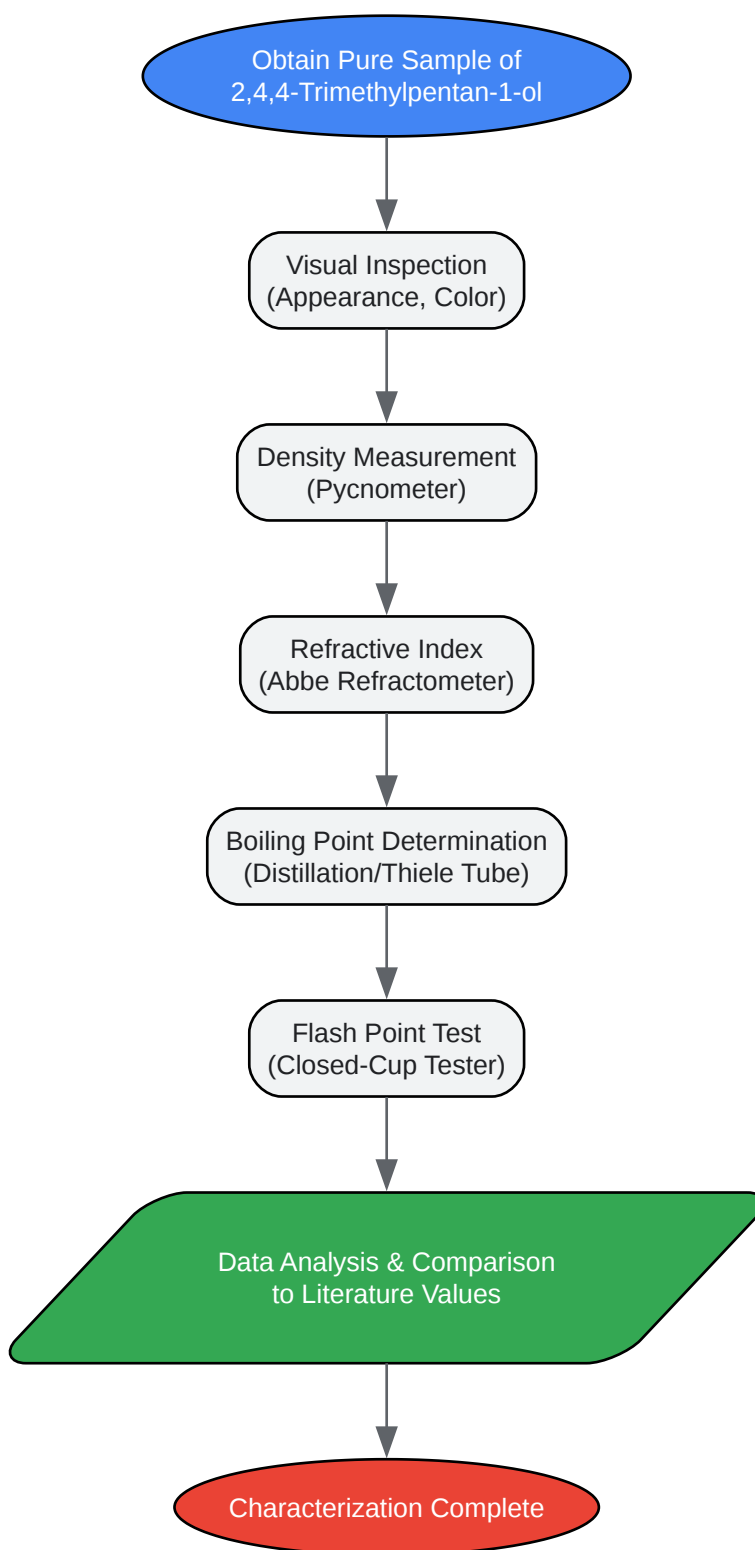 Obtain Pure Sample of
2,4,4-Trimethylpentan-1-ol
Visual Inspection
(Appearance, Color)
Density Measurement
(Pycnometer)
Refractive Index
(Abbe Refractometer)
Boiling Point Determination
(Distillation/Thiele Tube)
Flash Point Test
(Closed-Cup Tester)
Data Analysis & Comparison
to Literature Values
Characterization Complete